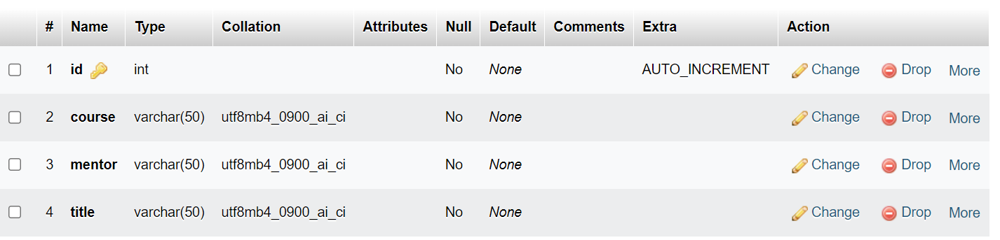 # Name Type Collation Attributes Null Default Comments Extra Action
1 id int No None AUTO_INCREMENT Change Drop More
2 course varchar(50) utf8mb4_0900_ai_ci No None Change Drop More
3 mentor varchar(50) utf8mb4_0900_ai_ci No None Change Drop More
4 title varchar(50) utf8mb4_0900_ai_ci No None Change Drop More